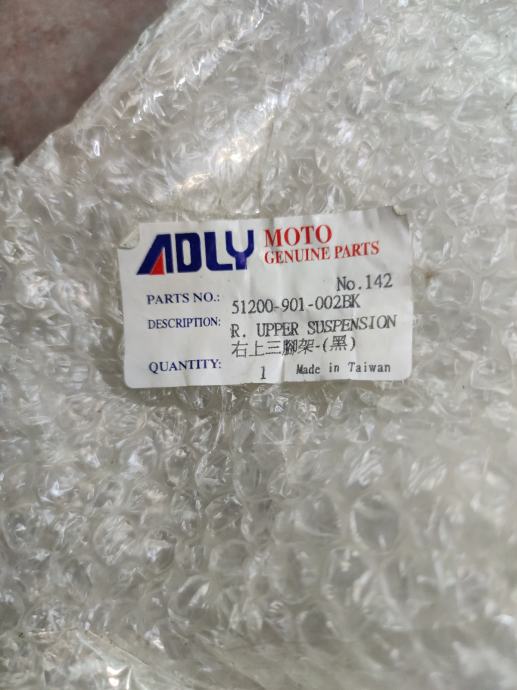 ADLY MOTO
GENUINE PARTS
No.142
PARTS NO.: 51200-901-002BK
DESCRIPTION: R. UPPER SUSPENSION
右上三腳架-(黑)
QUANTITY: 1 Made in Taiwan